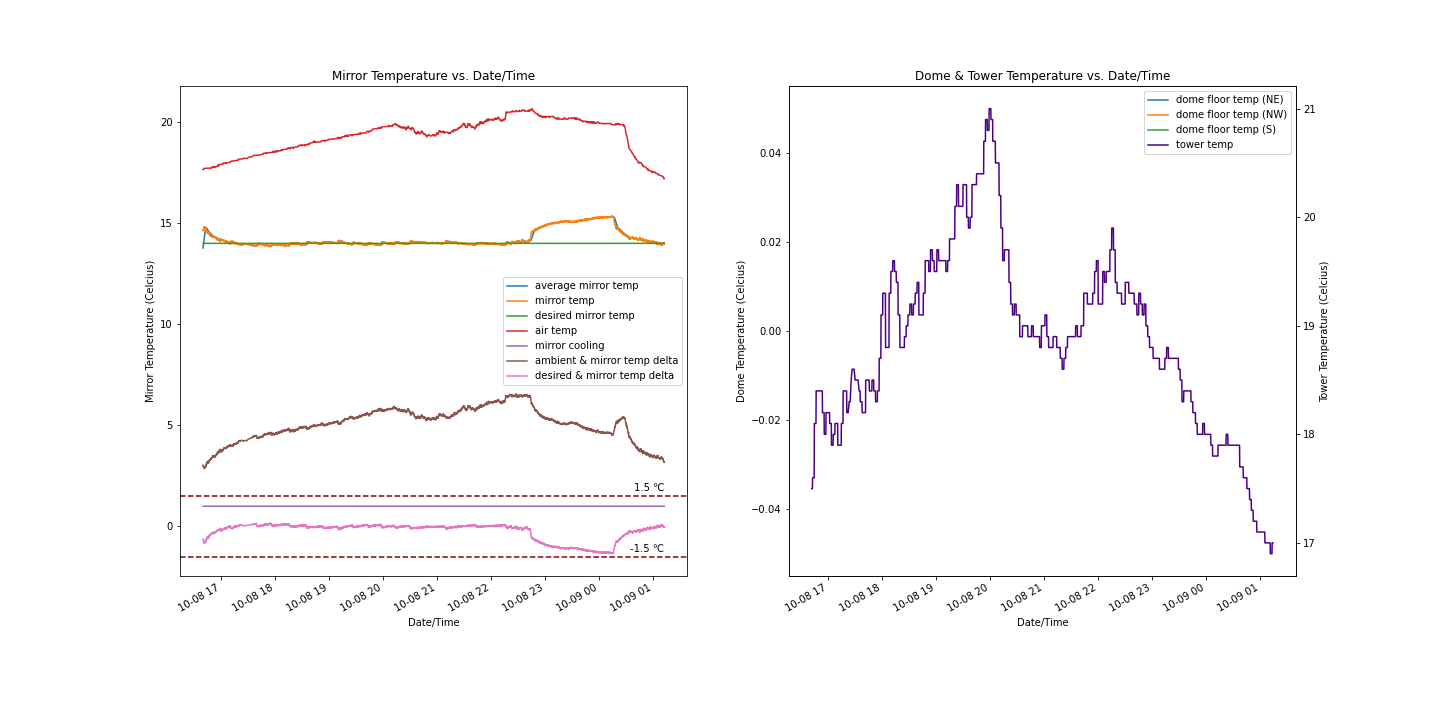 Mirror Temperature vs. Date/Time
Mirror Temperature (Celcius)
20
15
10
5
0
average mirror temp
mirror temp
desired mirror temp
air temp
mirror cooling
ambient & mirror temp delta
desired & mirror temp delta
1.5 °C
-1.5 °C
10-08 17
10-08 18
10-08 19
10-08 20
10-08 21
10-08 22
10-08 23
10-09 00
10-09 01
Date/Time
Dome & Tower Temperature vs. Date/Time
Dome Temperature (Celcius)
0.04
0.02
0.00
−0.02
−0.04
dome floor temp (NE)
dome floor temp (NW)
dome floor temp (S)
tower temp
21
20
19
18
17
Tower Temperature (Celcius)
10-08 17
10-08 18
10-08 19
10-08 20
10-08 21
10-08 22
10-08 23
10-09 00
10-09 01
Date/Time